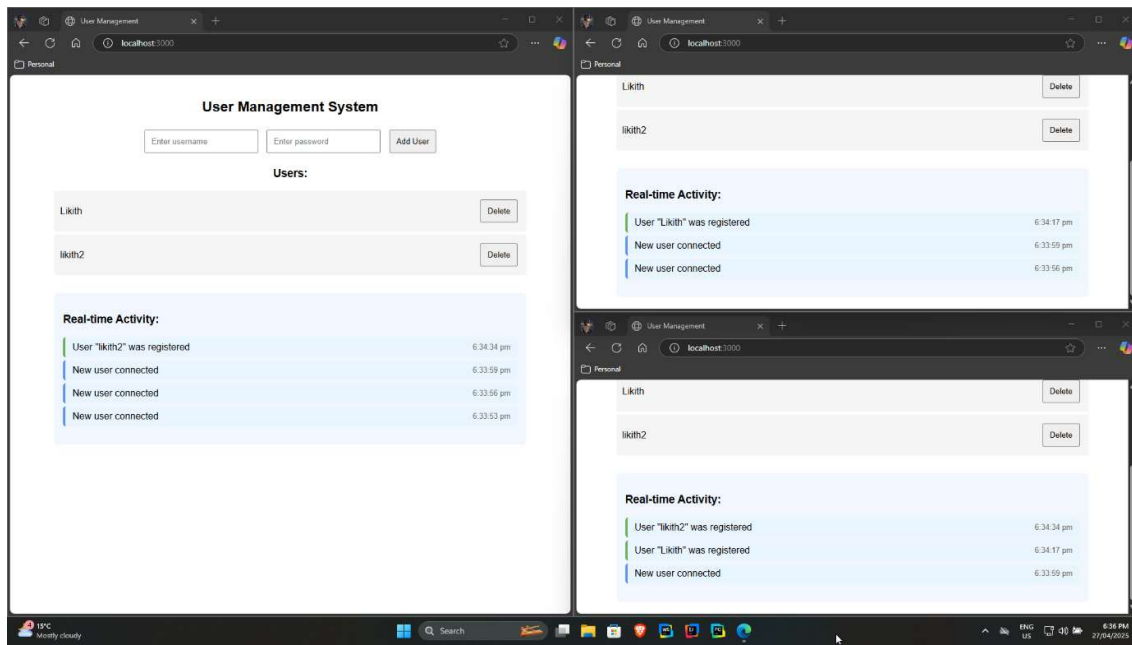 User Management
localhost:3000
Personal
User Management System
Enter username Enter password Add User
Users:
Likith Delete
likith2 Delete
Real-time Activity:
User "likith2" was registered 6:34:34 pm
New user connected 6:33:59 pm
New user connected 6:33:56 pm
New user connected 6:33:53 pm
User Management
localhost:3000
Personal
Likith Delete
likith2 Delete
Real-time Activity:
User "Likith" was registered 6:34:17 pm
New user connected 6:33:59 pm
New user connected 6:33:56 pm
User Management
localhost:3000
Personal
Likith Delete
likith2 Delete
Real-time Activity:
User "likith2" was registered 6:34:34 pm
User "Likith" was registered 6:34:17 pm
New user connected 6:33:59 pm
15°C
Mostly cloudy
Search
ENG
US
6:36 PM
27/04/2025